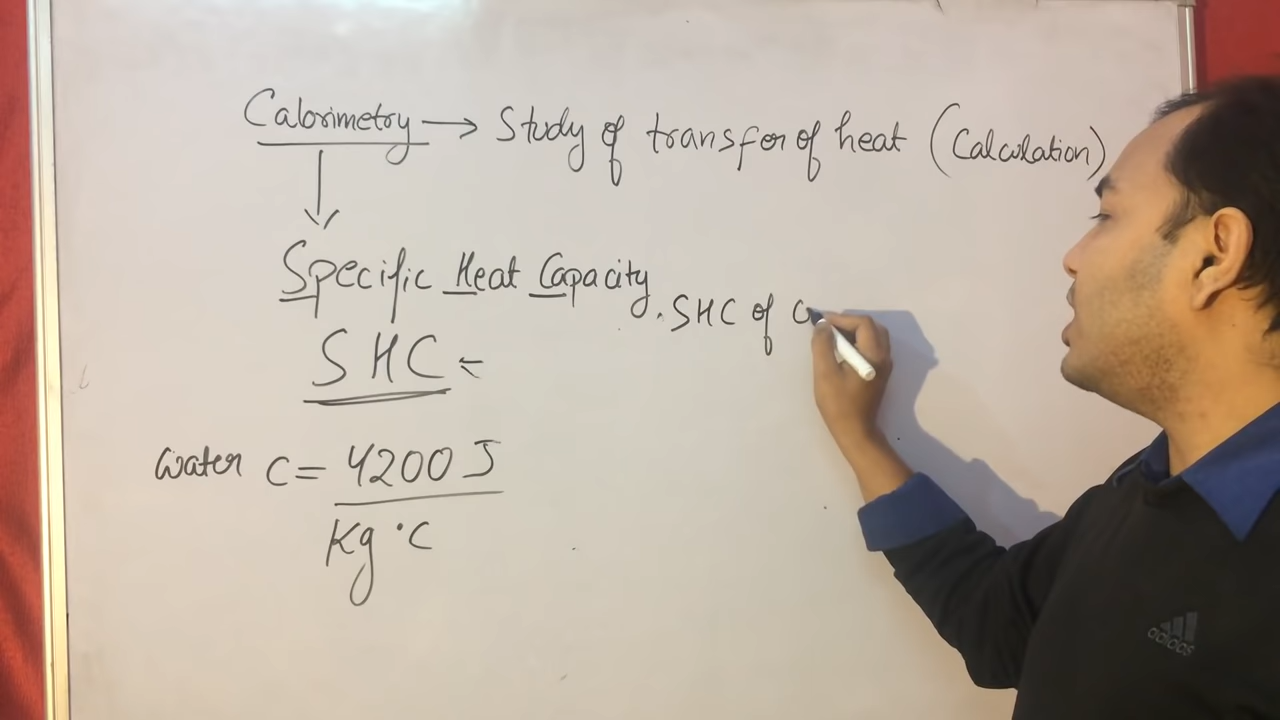 Calorimetry → Study of transfer of heat (Calculation)
Specific Heat Capacity
SHC =
. SHC of
water C = 4200 J
Kg °C
adidas